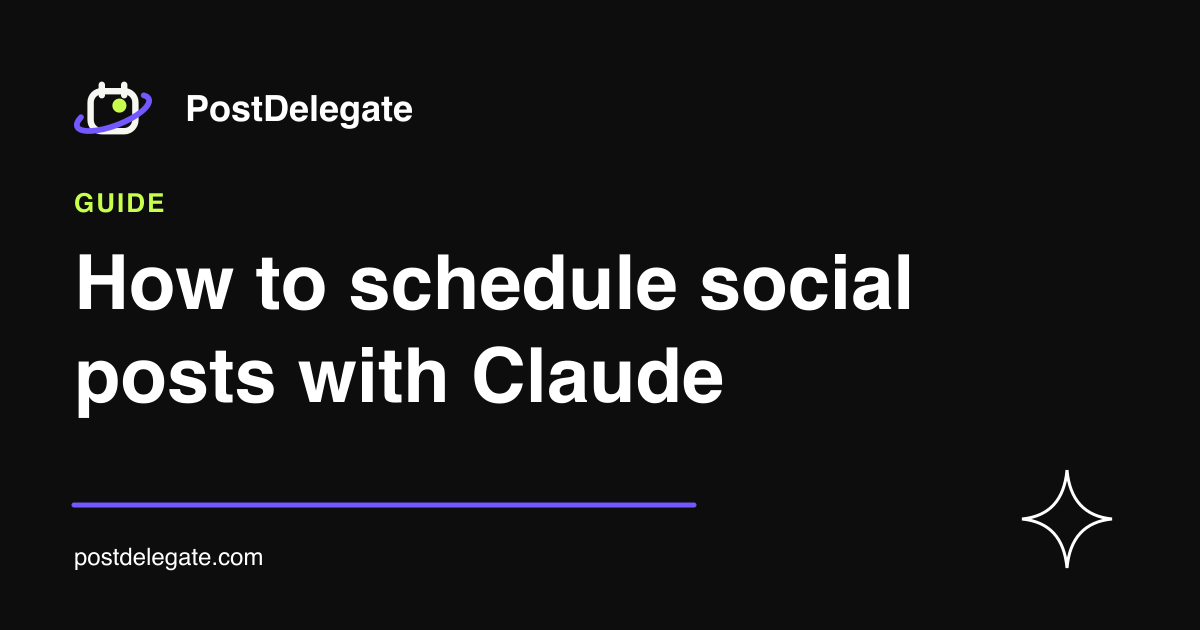 PostDelegate
GUIDE
How to schedule social
posts with Claude
postdelegate.com